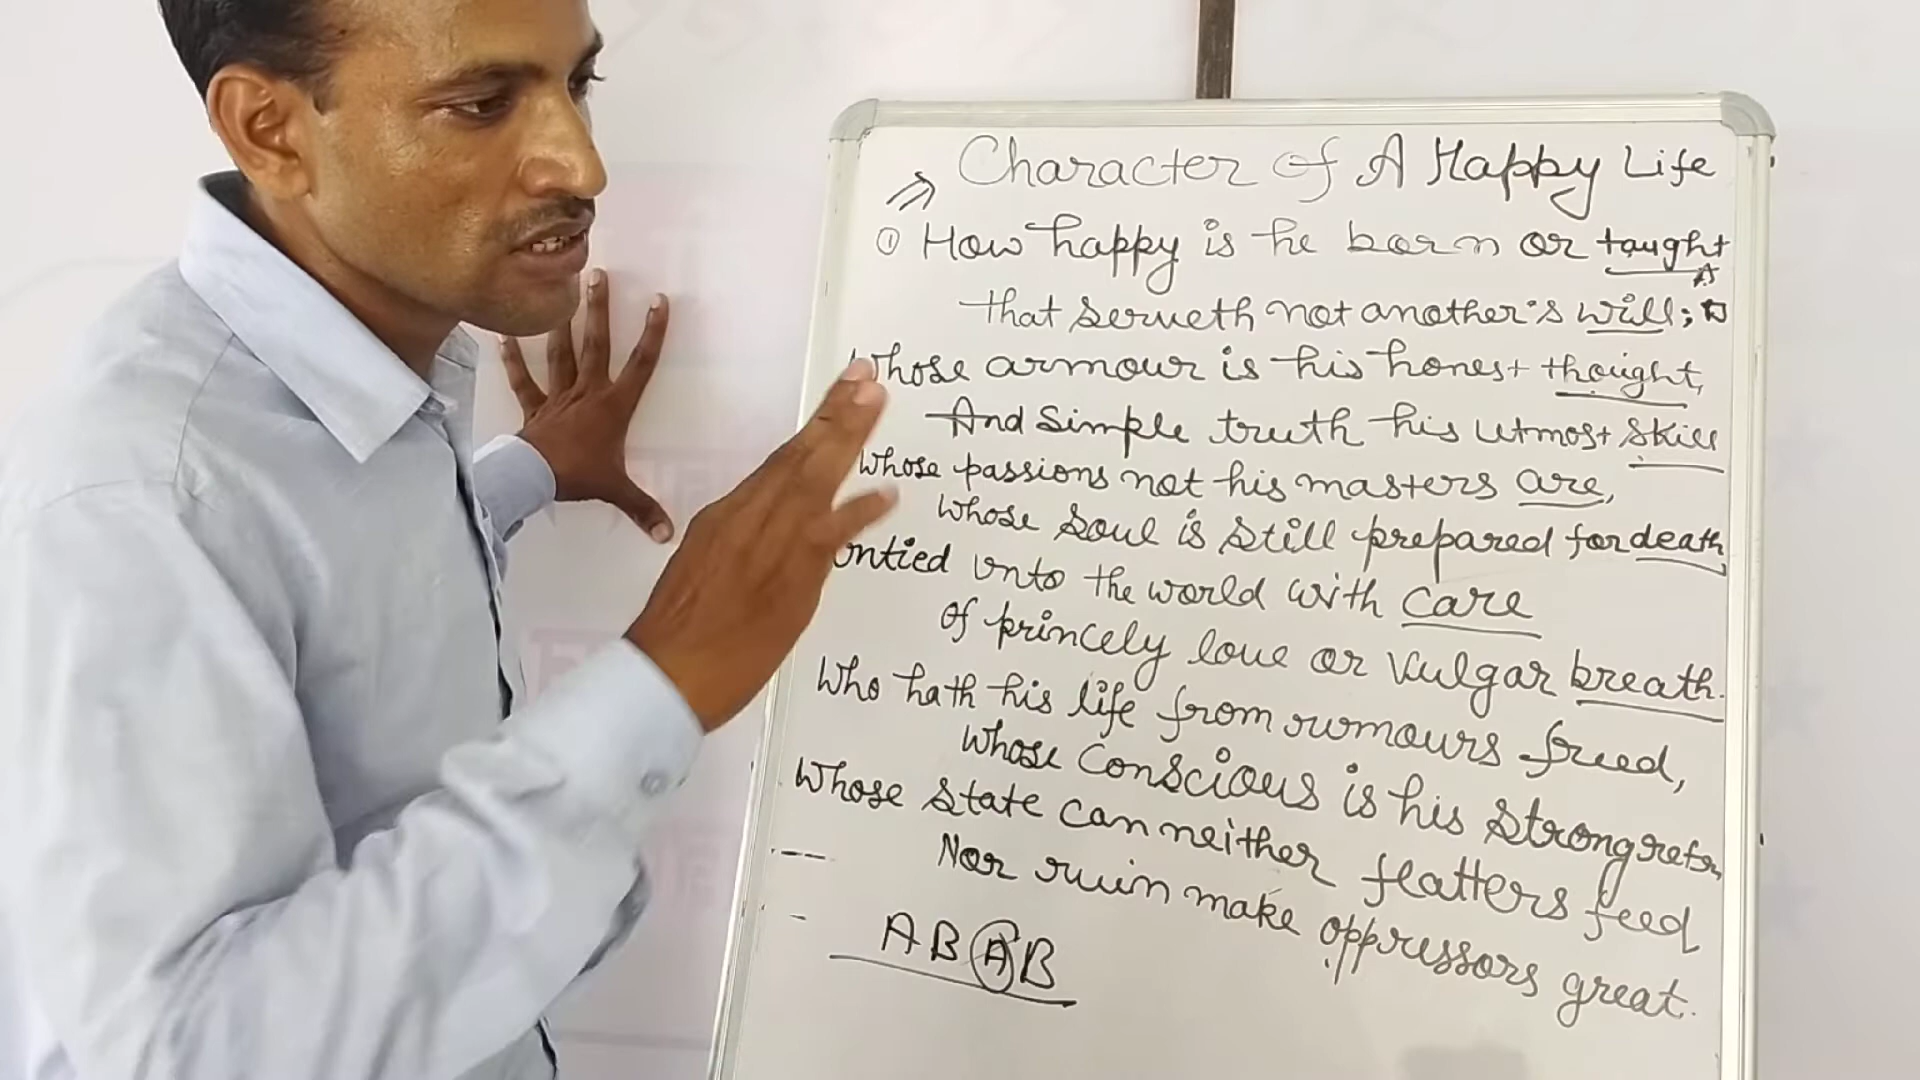 Character of A Happy Life
① How happy is he born or taught
A
That serveth not another's will; B
Whose armour is his honest thought,
And Simple truth his utmost skill
Whose passions not his masters are,
Whose soul is still prepared for death,
Untied unto the world with care
Of princely love or Vulgar breath.
Who hath his life from rumours freed,
Whose Conscious is his strong
Whose state can neither flatters feed
Nor ruin make oppressors great.
A B A B